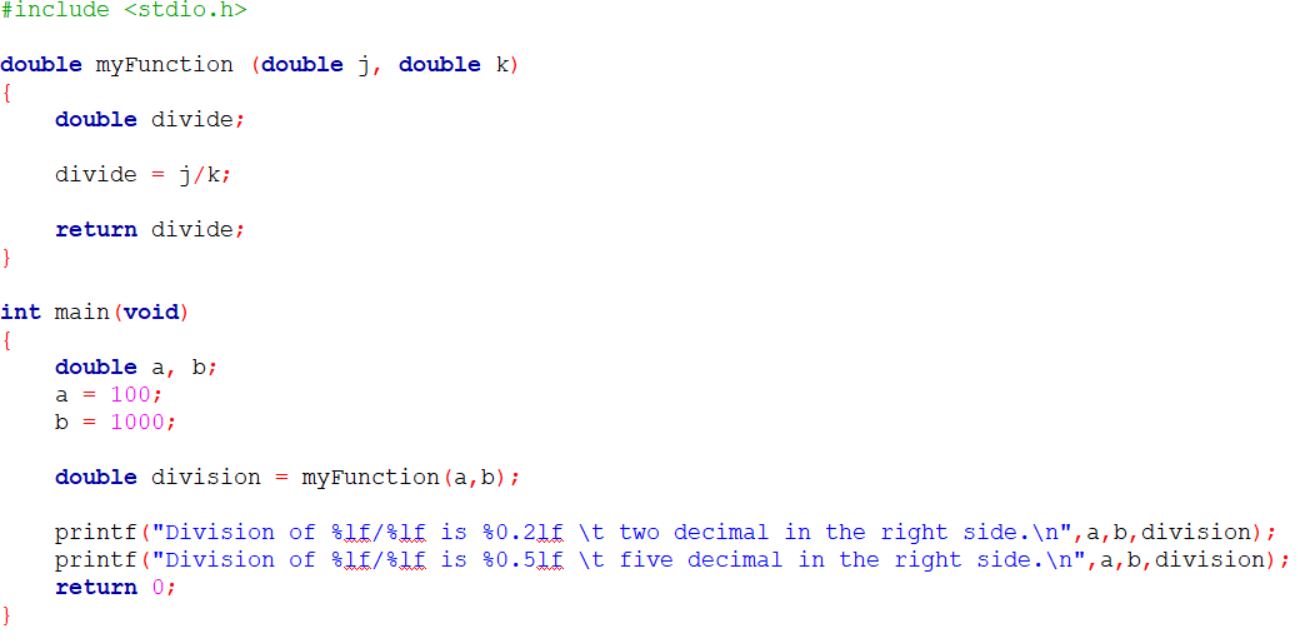 #include <stdio.h>
double myFunction (double j, double k)
{
double divide;
divide = j/k;
return divide;
}
int main(void)
{
double a, b;
a = 100;
b = 1000;
double division = myFunction(a,b);
printf("Division of %lf/%lf is %0.2lf \t two decimal in the right side.\n",a,b,division);
printf("Division of %lf/%lf is %0.5lf \t five decimal in the right side.\n",a,b,division);
return 0;
}